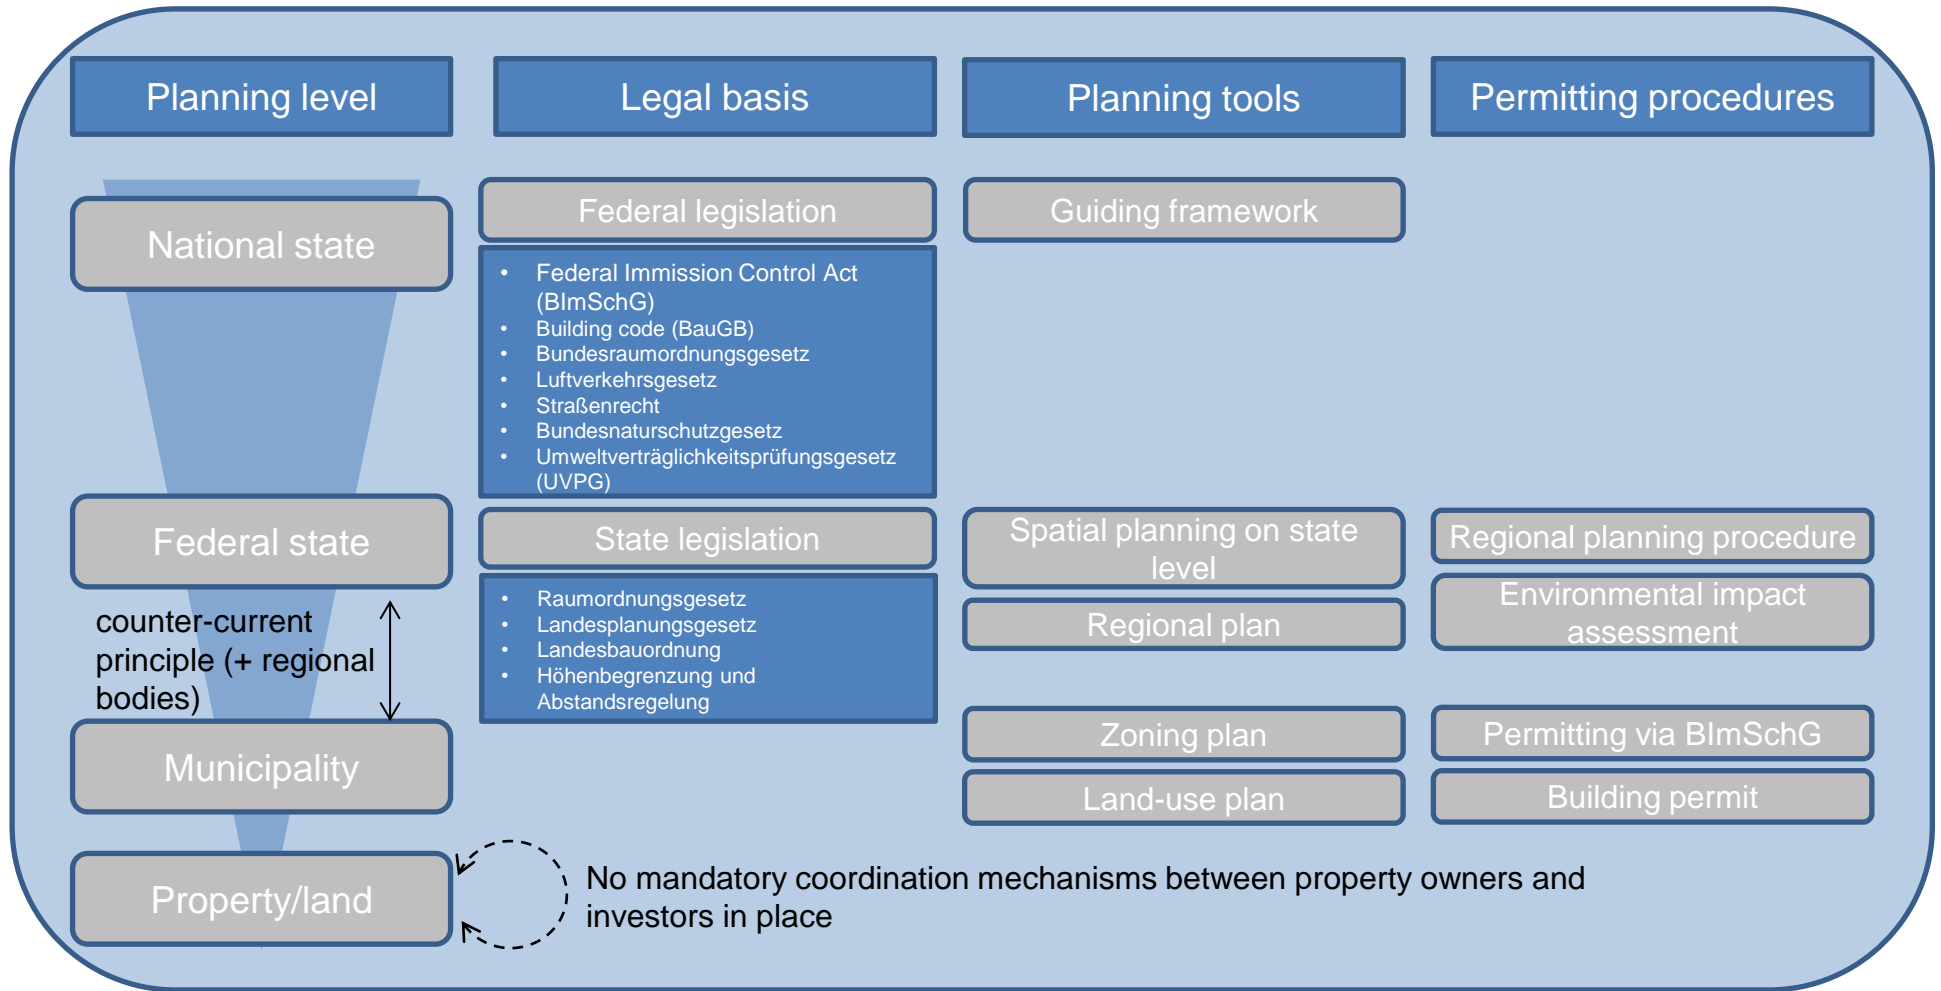 Planning level
Legal basis
Planning tools
Permitting procedures
National state
Federal legislation
Guiding framework
• Federal Immission Control Act
(BImSchG)
• Building code (BauGB)
• Bundesraumordnungsgesetz
• Luftverkehrsgesetz
• Straßenrecht
• Bundesnaturschutzgesetz
• Umweltverträglichkeitsprüfungsgesetz
(UVPG)
Federal state
State legislation
Spatial planning on state
level
Regional planning procedure
• Raumordnungsgesetz
• Landesplanungsgesetz
• Landesbauordnung
• Höhenbegrenzung und
Abstandsregelung
Regional plan
Environmental impact
assessment
counter-current
principle (+ regional
bodies)
Municipality
Zoning plan
Permitting via BImSchG
Land-use plan
Building permit
Property/land
No mandatory coordination mechanisms between property owners and
investors in place